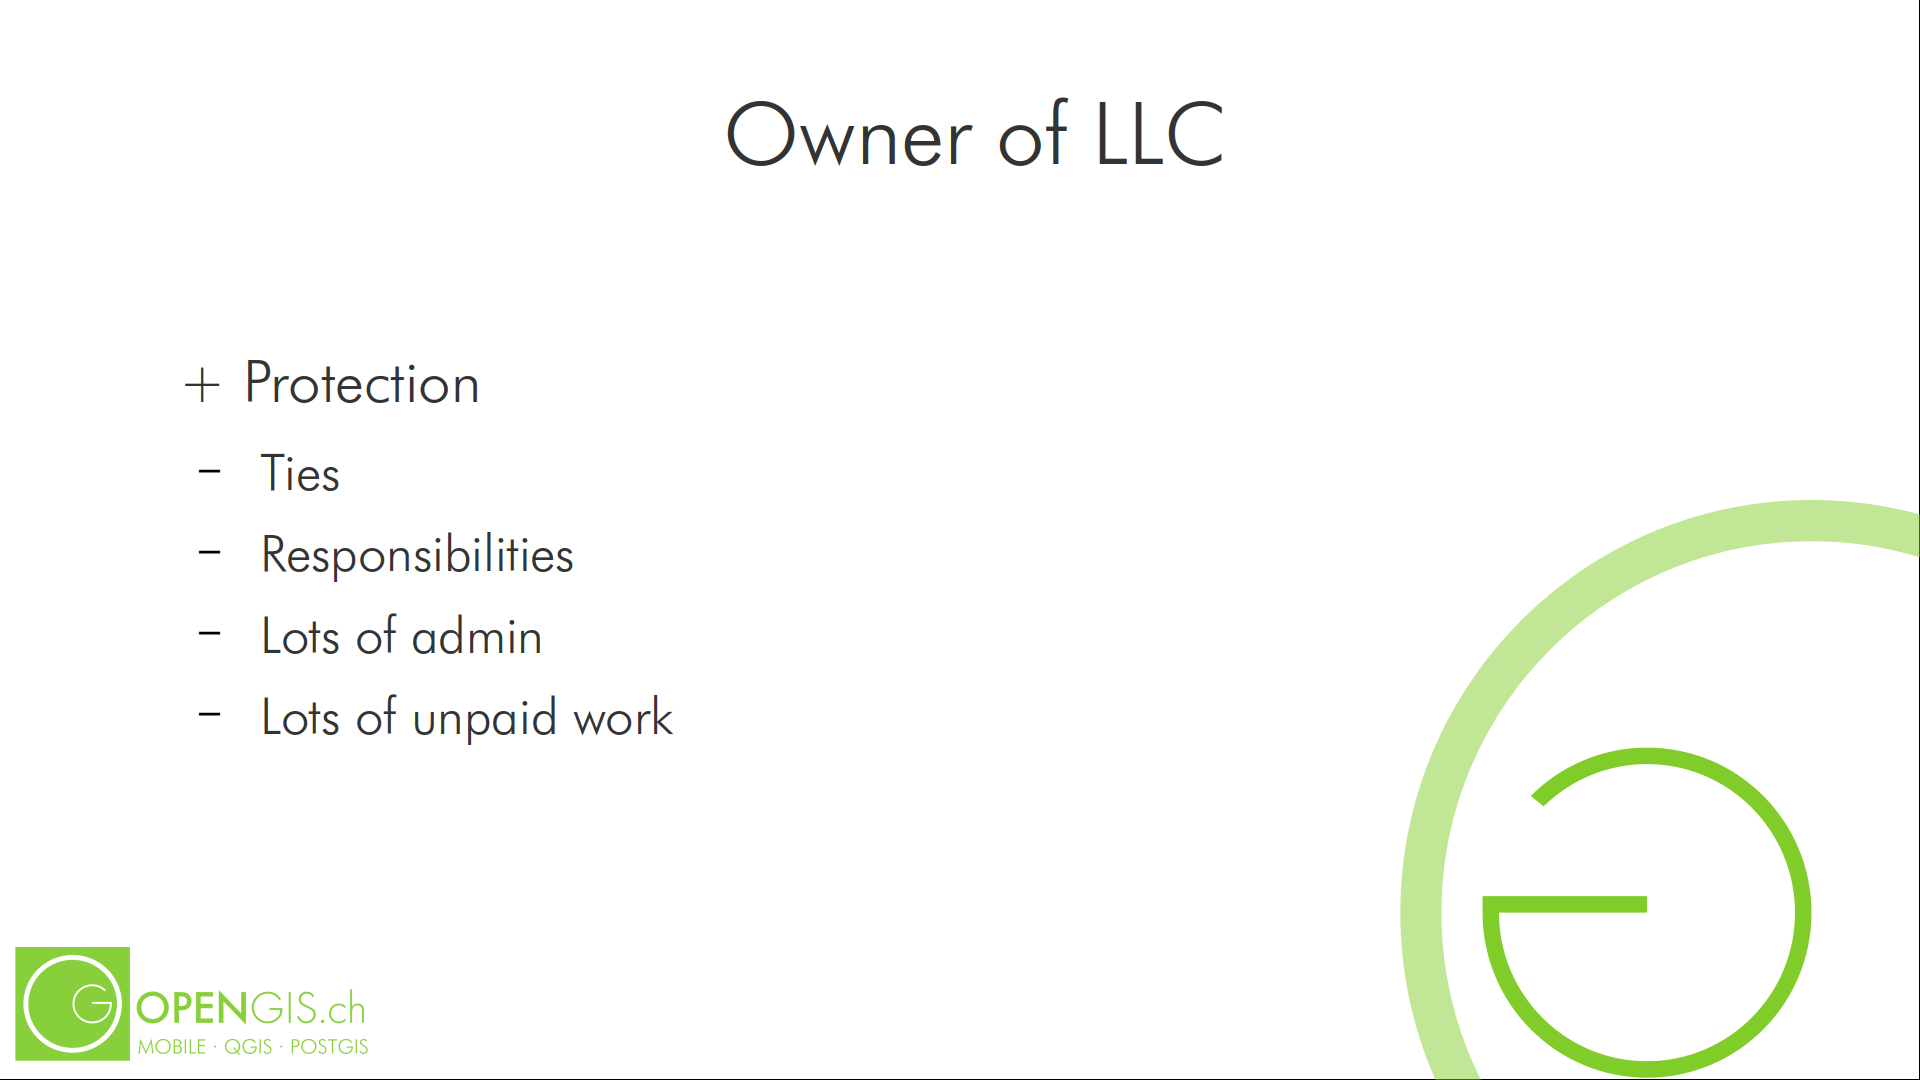 Owner of LLC
+ Protection
– Ties
– Responsibilities
– Lots of admin
– Lots of unpaid work
OPENGIS.ch
MOBILE · QGIS · POSTGIS